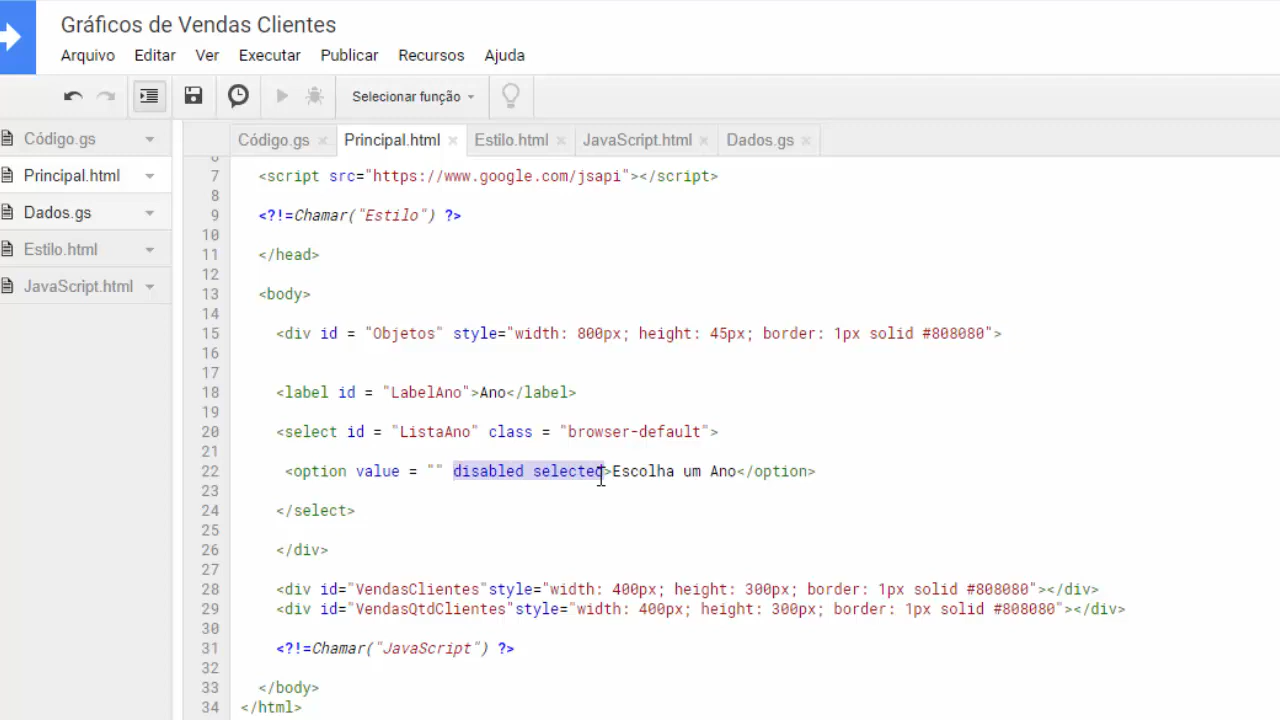 Gráficos de Vendas Clientes
Arquivo Editar Ver Executar Publicar Recursos Ajuda
Selecionar função
Código.gs
Principal.html
Dados.gs
Estilo.html
JavaScript.html
Código.gs × Principal.html × Estilo.html × JavaScript.html × Dados.gs ×
6
7 <script src="https://www.google.com/jsapi"></script>
8
9 <?!=Chamar("Estilo") ?>
10
11 </head>
12
13 <body>
14
15 <div id = "Objetos" style="width: 800px; height: 45px; border: 1px solid #808080">
16
17
18 <label id = "LabelAno">Ano</label>
19
20 <select id = "ListaAno" class = "browser-default">
21
22 <option value = "" disabled selected>Escolha um Ano</option>
23
24 </select>
25
26 </div>
27
28 <div id="VendasClientes"style="width: 400px; height: 300px; border: 1px solid #808080"></div>
29 <div id="VendasQtdClientes"style="width: 400px; height: 300px; border: 1px solid #808080"></div>
30
31 <?!=Chamar("JavaScript") ?>
32
33 </body>
34 </html>